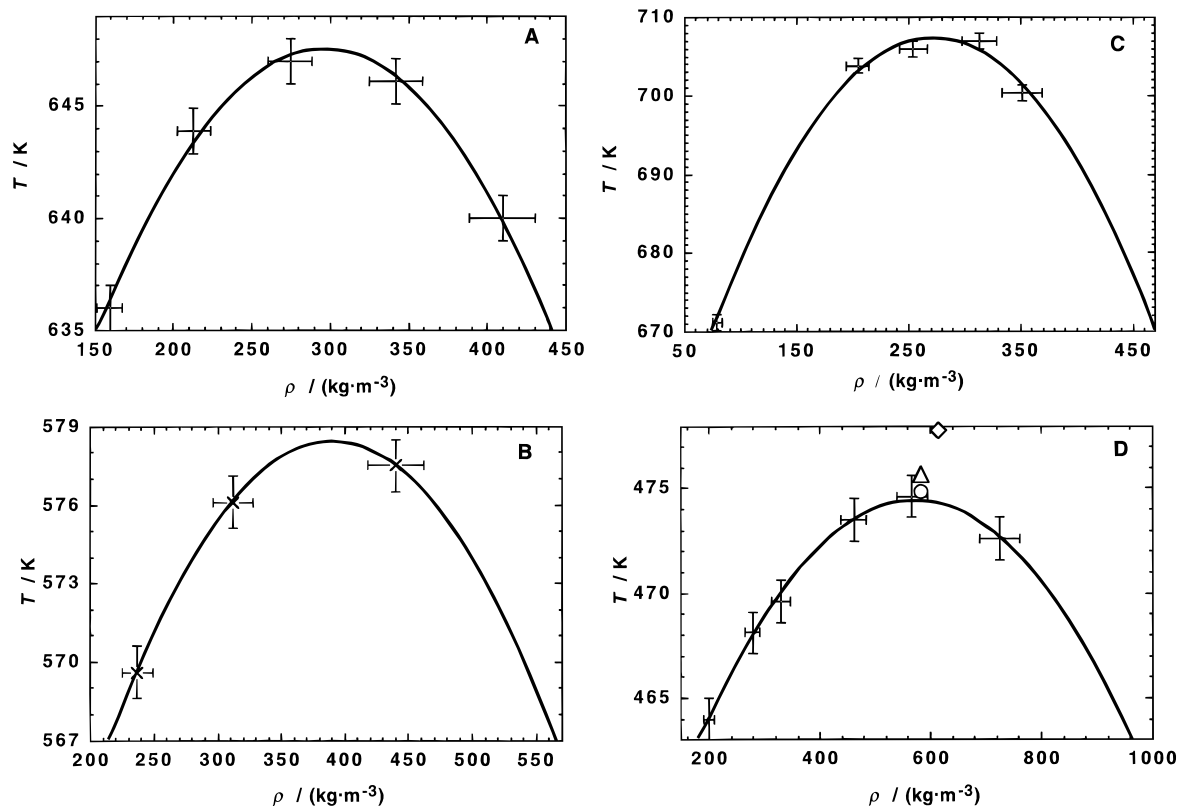 A
645
640
635
T / K
150 200 250 300 350 400 450
ρ / (kg·m⁻³)
C
710
700
690
680
670
T / K
50 150 250 350 450
ρ / (kg·m⁻³)
B
579
576
573
570
567
T / K
200 250 300 350 400 450 500 550
ρ / (kg·m⁻³)
D
475
470
465
T / K
200 400 600 800 1000
ρ / (kg·m⁻³)